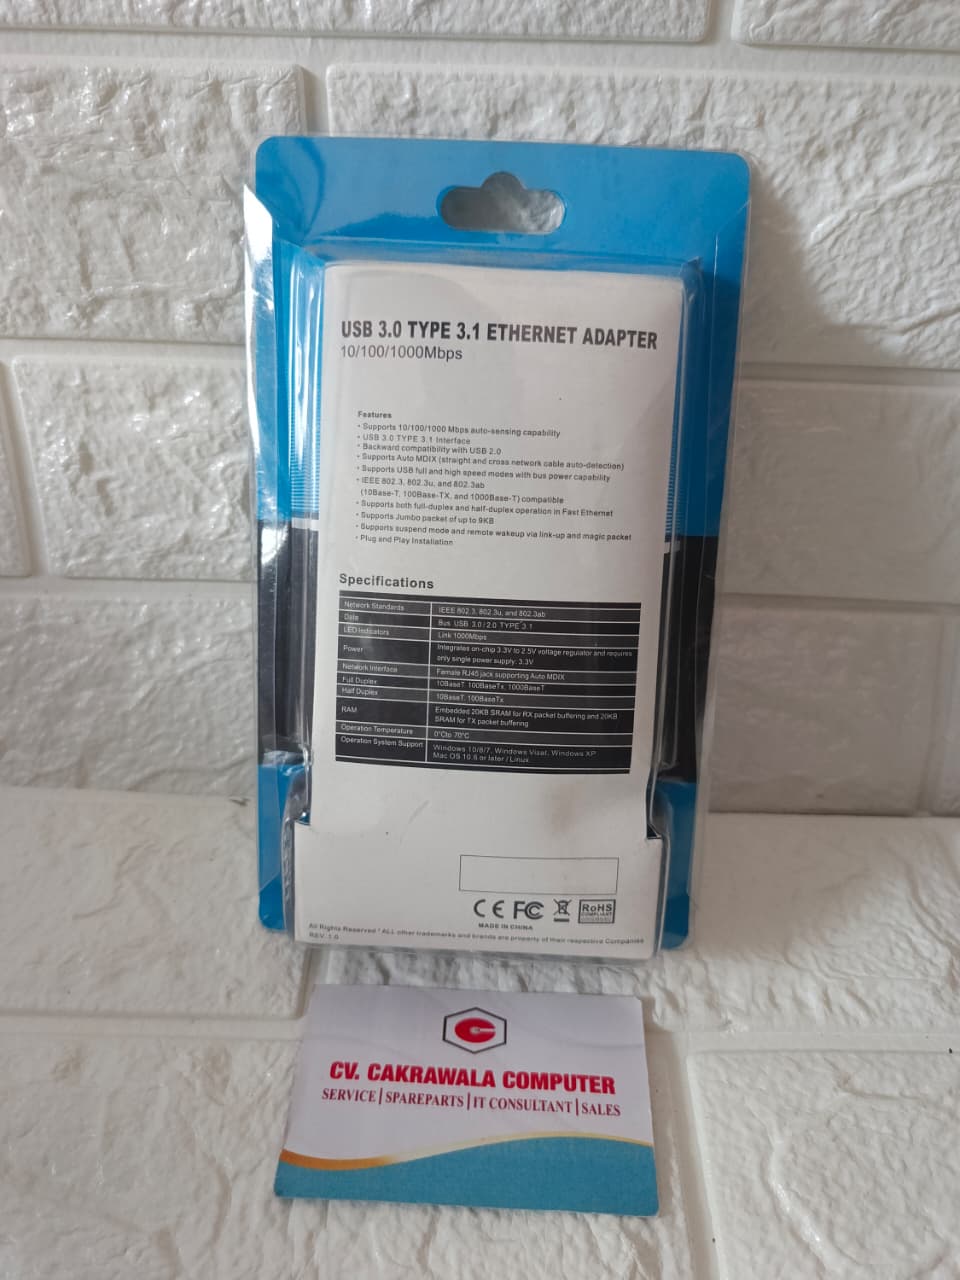 USB 3.0 TYPE 3.1 ETHERNET ADAPTER
10/100/1000Mbps
Features
· Supports 10/100/1000 Mbps auto-sensing capability
· USB 3.0 TYPE 3.1 Interface
· Backward compatibility with USB 2.0
· Supports Auto MDIX (straight and cross network cable auto-detection)
· Supports USB full and high speed modes with bus power capability
· IEEE 802.3, 802.3u, and 802.3ab
(10Base-T, 100Base-TX, and 1000Base-T) compatible
· Supports both full-duplex and half-duplex operation in Fast Ethernet
· Supports Jumbo packet of up to 9KB
· Supports suspend mode and remote wakeup via link-up and magic packet
· Plug and Play Installation
Specifications
Network Standards IEEE 802.3, 802.3u, and 802.3ab
Data Bus USB 3.0/2.0 TYPE 3.1
LED Indicators Link 1000Mbps
Power Integrates on-chip 3.3V to 2.5V voltage regulator and requires
only single power supply: 3.3V
Network Interface Female RJ45 jack supporting Auto MDIX
Full Duplex 10BaseT, 100BaseTx, 1000BaseT
Half Duplex 10BaseT, 100BaseTx
RAM Embedded 20KB SRAM for RX packet buffering and 20KB
SRAM for TX packet buffering
Operation Temperature 0°Cto 70°C
Operation System Support Windows 10/8/7, Windows Visat, Windows XP
Mac OS 10.6 or later / Linux
CE FC RoHS
COMPLIANT
MADE IN CHINA
All Rights Reserved * ALL other trademarks and brands are property of their respective Companies
REV. 1.0
C
CV. CAKRAWALA COMPUTER
SERVICE | SPAREPARTS | IT CONSULTANT | SALES